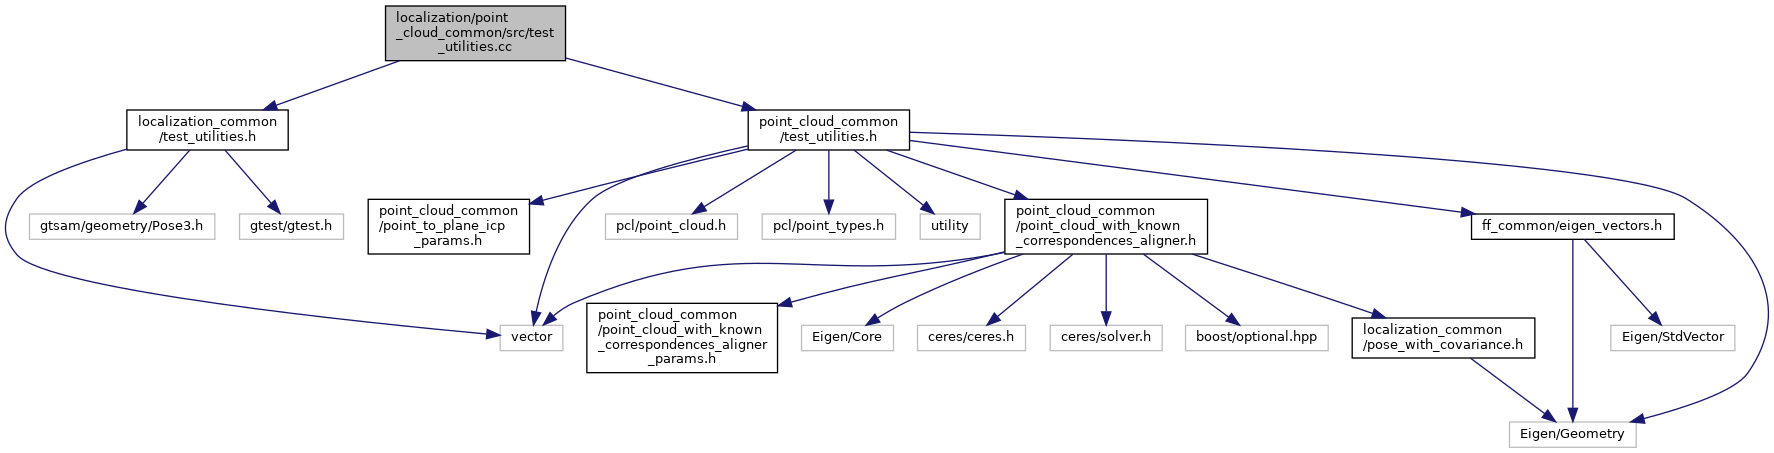 localization/point
_cloud_common/src/test
_utilities.cc
localization_common
/test_utilities.h
point_cloud_common
/test_utilities.h
gtsam/geometry/Pose3.h
gtest/gtest.h
point_cloud_common
/point_to_plane_icp
_params.h
pcl/point_cloud.h
pcl/point_types.h
utility
point_cloud_common
/point_cloud_with_known
_correspondences_aligner.h
ff_common/eigen_vectors.h
vector
point_cloud_common
/point_cloud_with_known
_correspondences_aligner
_params.h
Eigen/Core
ceres/ceres.h
ceres/solver.h
boost/optional.hpp
localization_common
/pose_with_covariance.h
Eigen/StdVector
Eigen/Geometry